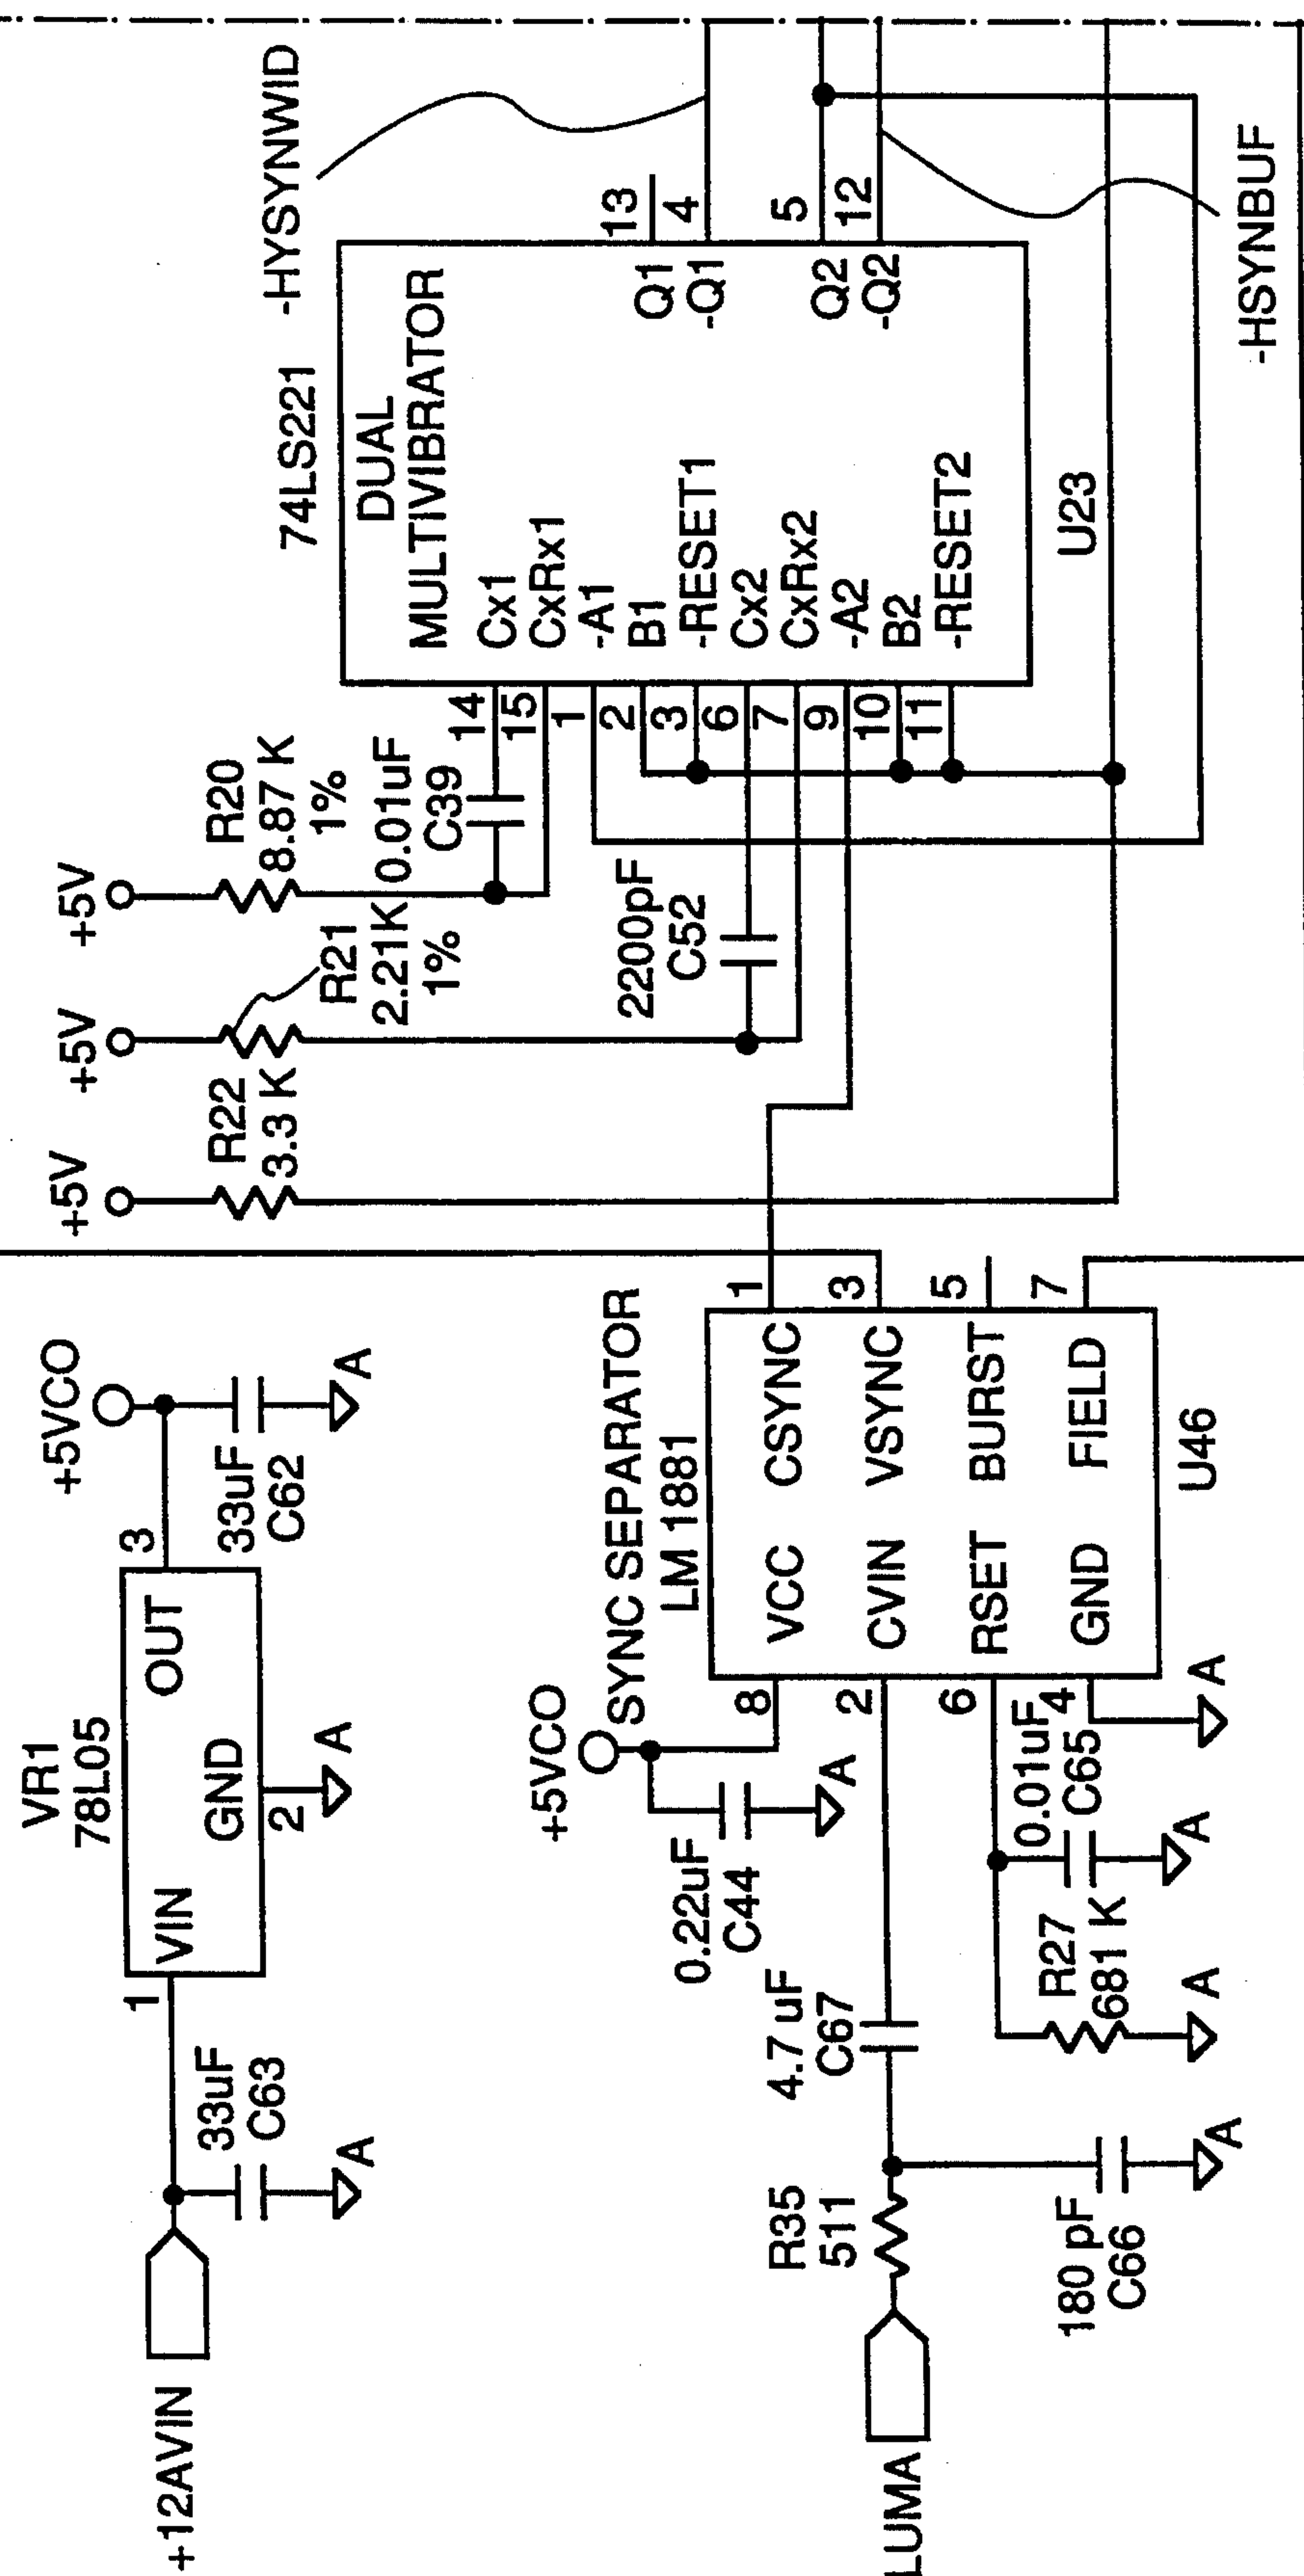 +12AVIN
33uF
C63
1
VR1
78L05
VIN
OUT
GND
2
A
A
3
+5VCO
33uF
C62
A
LUMA
R35
511
180 pF
C66
A
4.7 uF
C67
+5VCO
0.22uF
C44
A
R27
681 K
A
0.01uF
C65
A
A
SYNC SEPARATOR
LM 1881
8
VCC
CSYNC
1
2
CVIN
VSYNC
3
6
RSET
BURST
5
4
GND
FIELD
7
U46
+5V
R22
3.3 K
+5V
R21
2.21K
1%
+5V
R20
8.87 K
1%
0.01uF
C39
2200pF
C52
74LS221
DUAL
MULTIVIBRATOR
14
Cx1
15
CxRx1
1
-A1
2
B1
3
-RESET1
6
Cx2
7
CxRx2
9
-A2
10
B2
11
-RESET2
Q1
13
-Q1
4
Q2
5
-Q2
12
U23
-HYSYNWID
-HSYNBUF